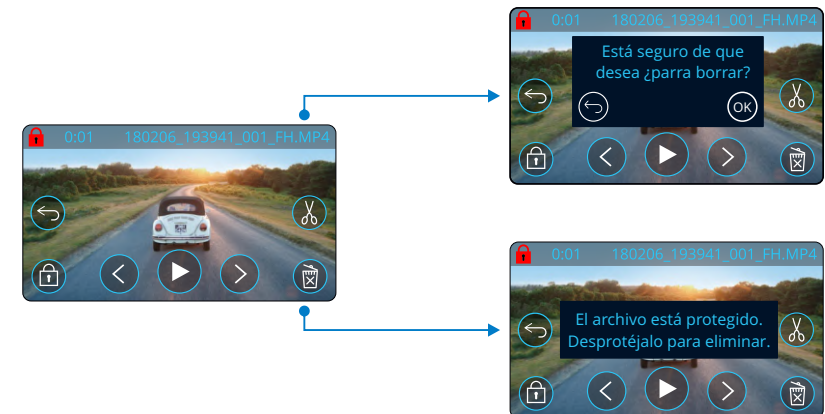 0:01 180206_193941_001_FH.MP4
Está seguro de que
desea ¿parra borrar?
OK
0:01 180206_193941_001_FH.MP4
0:01 180206_193941_001_FH.MP4
El archivo está protegido.
Desprotéjalo para eliminar.